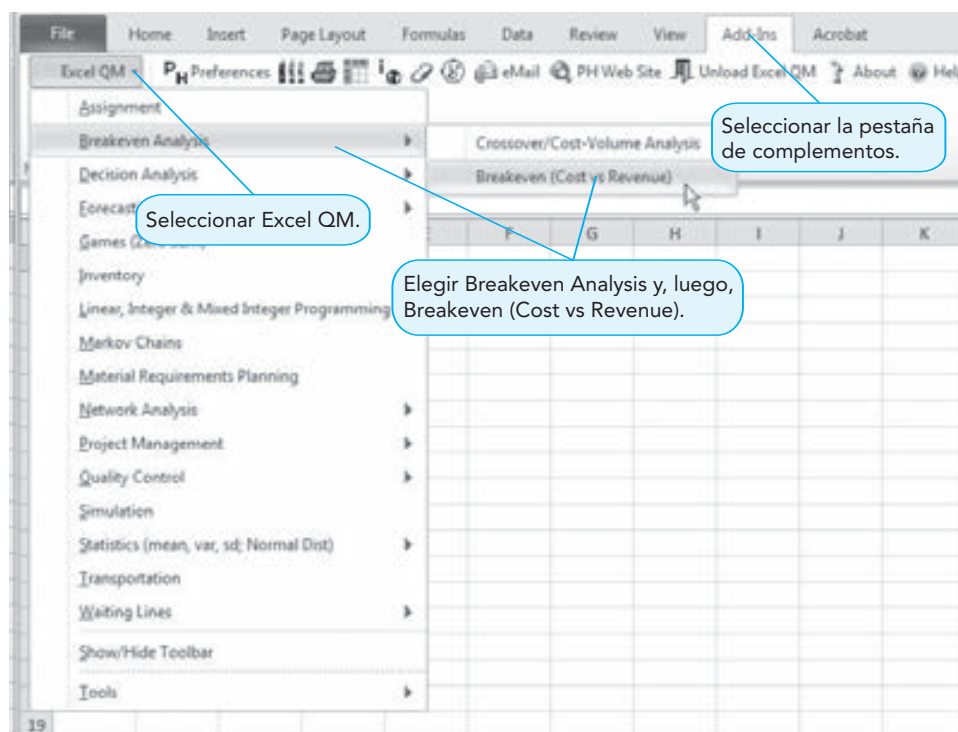 File Home Insert Page Layout Formulas Data Review View Add-Ins Acrobat
Excel QM PH Preferences eMail PH Web Site Unload Excel QM ? About Hel
Assignment
Breakeven Analysis
Crossover/Cost-Volume Analysis
Seleccionar la pestaña
de complementos.
Decision Analysis
Breakeven (Cost vs Revenue)
Seleccionar Excel QM.
Games
F G H I J K
Inventory
Elegir Breakeven Analysis y, luego,
Breakeven (Cost vs Revenue).
Linear, Integer & Mixed Integer Programming
Markov Chains
Material Requirements Planning
Network Analysis
Project Management
Quality Control
Simulation
Statistics (mean, var, sd; Normal Dist)
Transportation
Waiting Lines
Show/Hide Toolbar
Tools
19